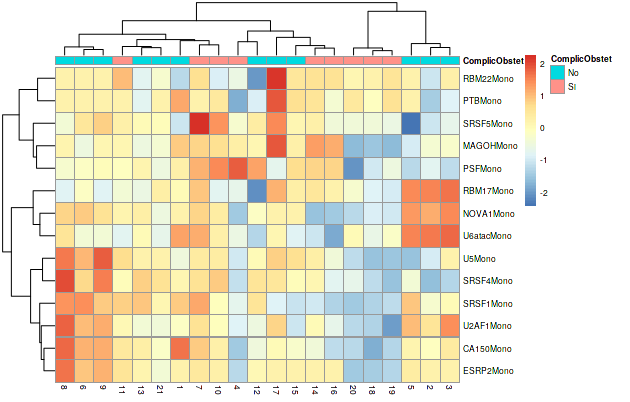 ComplicObstet
ComplicObstet
No
SI
2
1
0
-1
-2
RBM22Mono
PTBMono
SRSF5Mono
MAGOHMono
PSFMono
RBM17Mono
NOVA1Mono
U6atacMono
U5Mono
SRSF4Mono
SRSF1Mono
U2AF1Mono
CA150Mono
ESRP2Mono
8 6 9 11 13 21 1 7 10 4 12 17 15 14 16 20 18 19 5 2 3